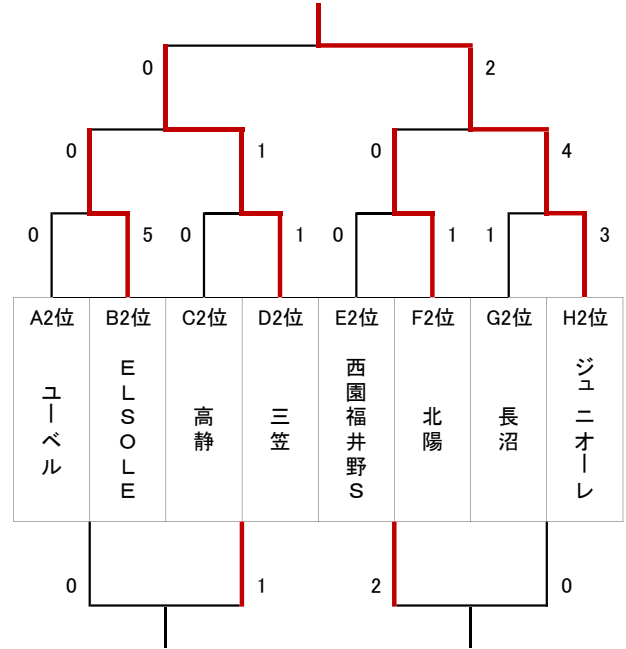 0 2
0 1 0 4
0 5 0 1 0 1 1 3
A2位 B2位 C2位 D2位 E2位 F2位 G2位 H2位
ユーベル
ELSOLE
高静
三笠
西園福井野S
北陽
長沼
ジュニオーレ
0 1 2 0